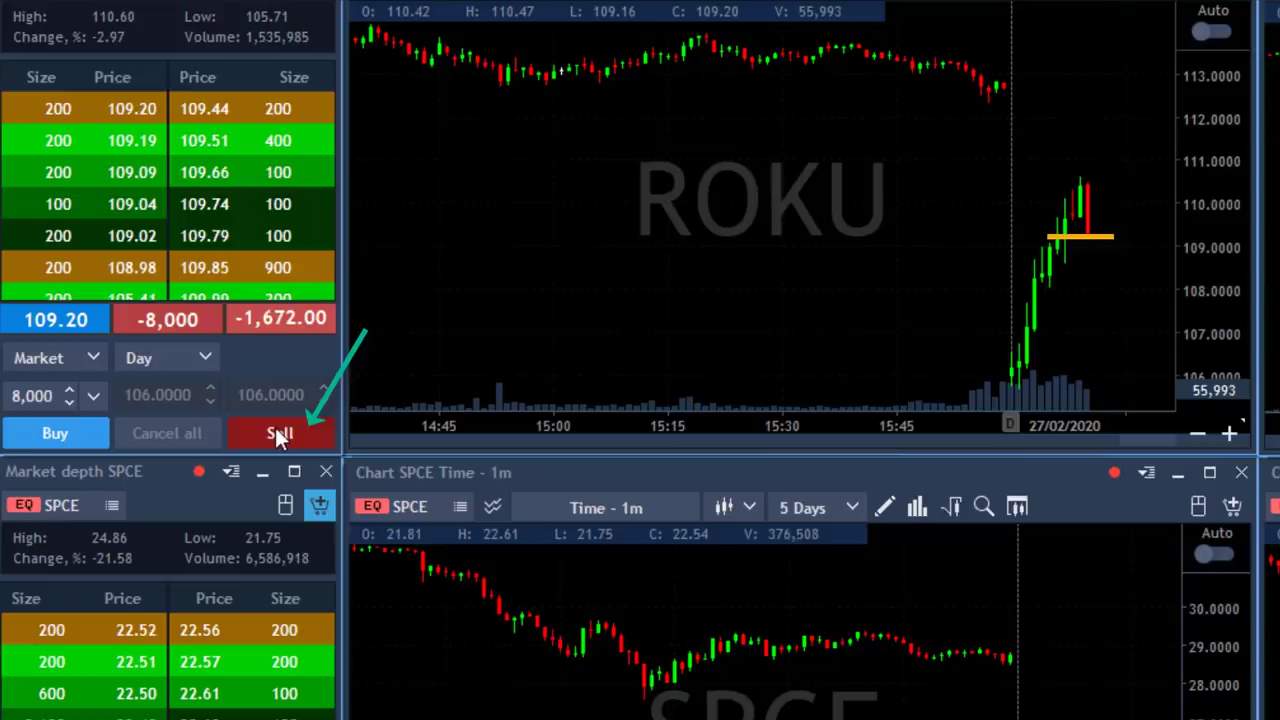 High: 110.60 Low: 105.71
Change, %: -2.97 Volume: 1,535,985
Size Price Price Size
200 109.20 109.44 200
200 109.19 109.51 400
200 109.09 109.66 100
100 109.04 109.74 100
200 109.02 109.79 100
200 108.98 109.85 900
200 105.41 109.99 200
109.20 -8,000 -1,672.00
Market Day
8,000 106.0000 106.0000
Buy Cancel all Sell
O: 110.42 H: 110.47 L: 109.16 C: 109.20 V: 55,993
Auto
ROKU
113.0000
112.0000
111.0000
110.0000
109.0000
108.0000
107.0000
106.0000
55,993
14:45 15:00 15:15 15:30 15:45 D 27/02/2020
Market depth SPCE
EQ SPCE
High: 24.86 Low: 21.75
Change, %: -21.58 Volume: 6,586,918
Size Price Price Size
200 22.52 22.56 200
200 22.51 22.57 200
600 22.50 22.61 100
Chart SPCE Time - 1m
EQ SPCE Time - 1m 5 Days
O: 21.81 H: 22.61 L: 21.75 C: 22.54 V: 376,508
Auto
30.0000
29.0000
28.0000
SPCE